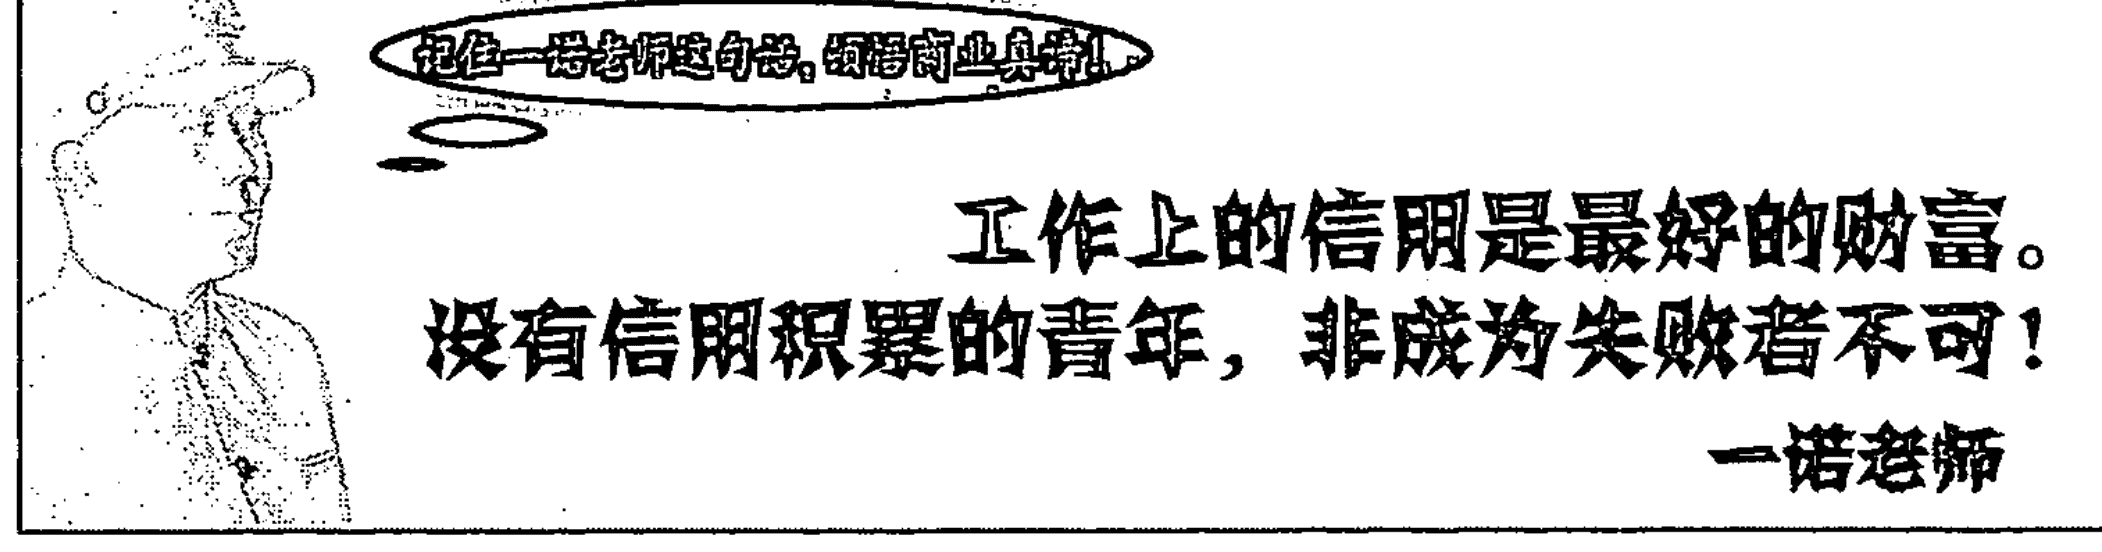 记住一诺老师这句话,领悟商业真谛!
工作上的信用是最好的财富。
没有信用积累的青年，非成为失败者不可！
一诺老师